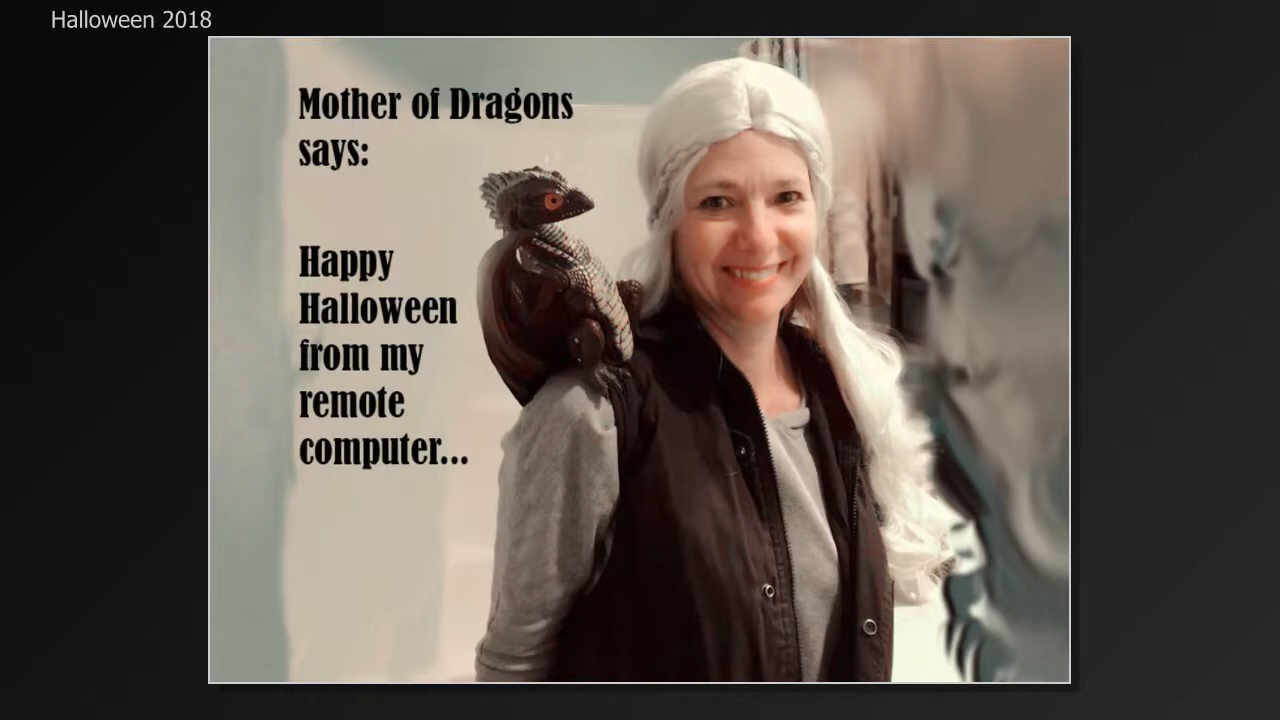 Halloween 2018
Mother of Dragons
says:
Happy
Halloween
from my
remote
computer...